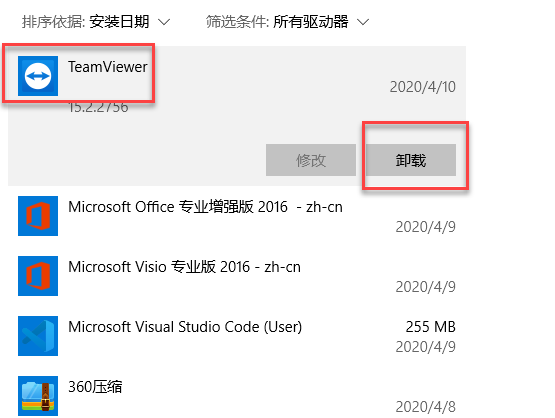 排序依据: 安装日期 筛选条件: 所有驱动器
TeamViewer
2020/4/10
15.2.2756
修改 卸载
Microsoft Office 专业增强版 2016 - zh-cn
2020/4/9
Microsoft Visio 专业版 2016 - zh-cn
2020/4/9
Microsoft Visual Studio Code (User) 255 MB
2020/4/9
360压缩
2020/4/8